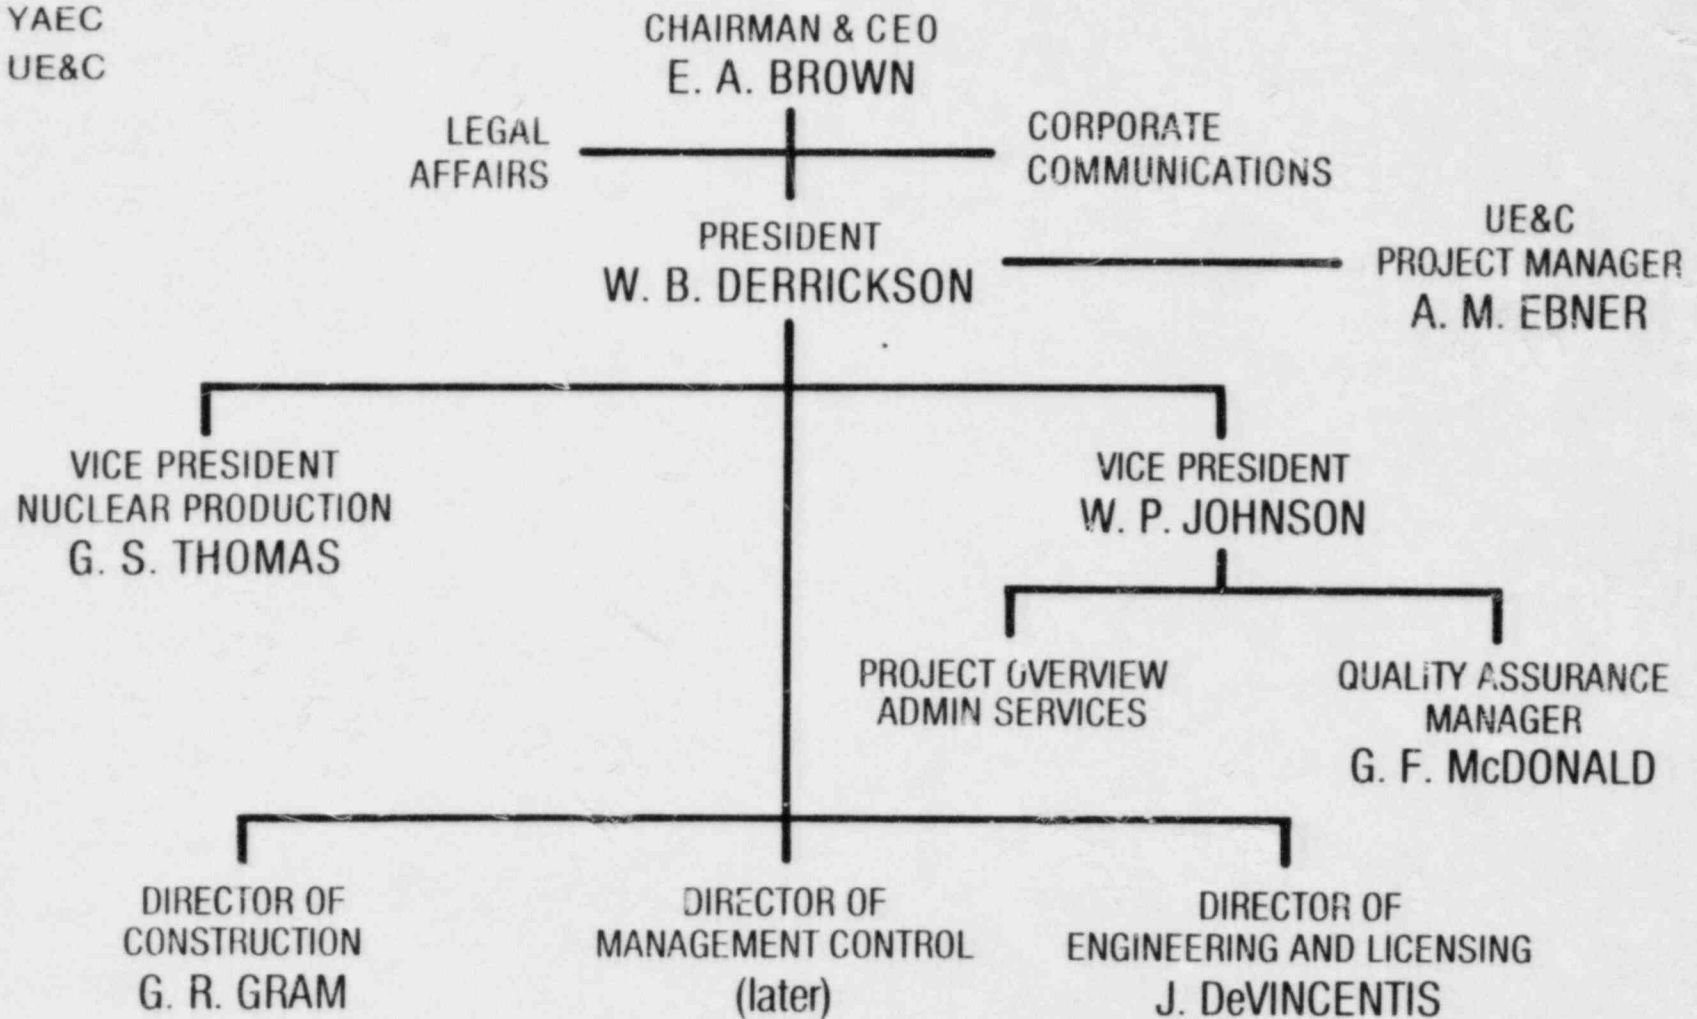 YAEC
UE&C
CHAIRMAN & CEO
E. A. BROWN
LEGAL
AFFAIRS
CORPORATE
COMMUNICATIONS
PRESIDENT
W. B. DERRICKSON
UE&C
PROJECT MANAGER
A. M. EBNER
VICE PRESIDENT
NUCLEAR PRODUCTION
G. S. THOMAS
VICE PRESIDENT
W. P. JOHNSON
PROJECT OVERVIEW
ADMIN SERVICES
QUALITY ASSURANCE
MANAGER
G. F. McDONALD
DIRECTOR OF
CONSTRUCTION
G. R. GRAM
DIRECTOR OF
MANAGEMENT CONTROL
(later)
DIRECTOR OF
ENGINEERING AND LICENSING
J. DeVINCENTIS